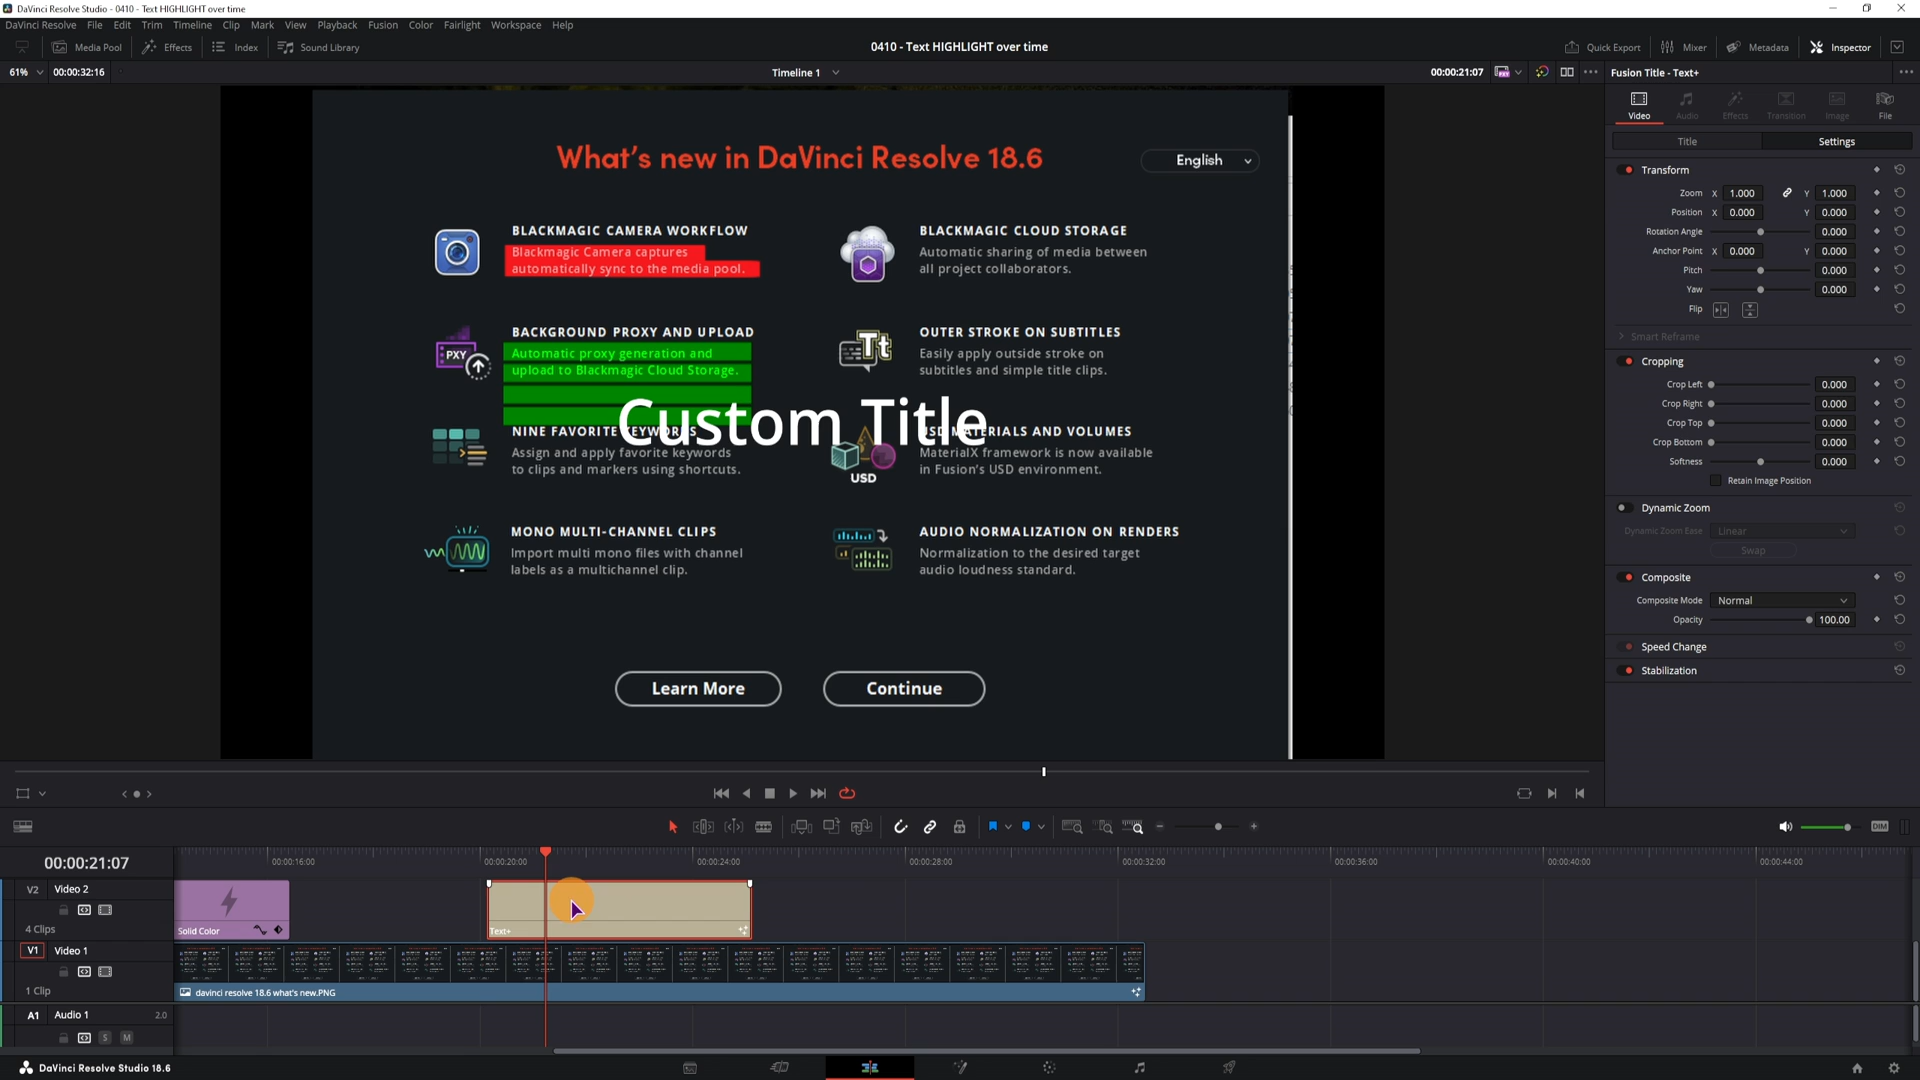 DaVinci Resolve Studio - 0410 - Text HIGHLIGHT over time
DaVinci Resolve File Edit Trim Timeline Clip Mark View Playback Fusion Color Fairlight Workspace Help
Media Pool Effects Index Sound Library
0410 - Text HIGHLIGHT over time
Quick Export Mixer Metadata Inspector
61% 00:00:32:16
Timeline 1
00:00:21:07
Fusion Title - Text+
Video Audio Effects Transition Image File
Title Settings
Transform
Zoom X 1.000 Y 1.000
Position X 0.000 Y 0.000
Rotation Angle 0.000
Anchor Point X 0.000 Y 0.000
Pitch 0.000
Yaw 0.000
Flip
Smart Reframe
Cropping
Crop Left 0.000
Crop Right 0.000
Crop Top 0.000
Crop Bottom 0.000
Softness 0.000
Retain Image Position
Dynamic Zoom
Dynamic Zoom Ease Linear
Swap
Composite
Composite Mode Normal
Opacity 100.00
Speed Change
Stabilization
What's new in DaVinci Resolve 18.6
English
BLACKMAGIC CAMERA WORKFLOW
Blackmagic Camera captures
automatically sync to the media pool.
BLACKMAGIC CLOUD STORAGE
Automatic sharing of media between
all project collaborators.
PXY
BACKGROUND PROXY AND UPLOAD
Automatic proxy generation and
upload to Blackmagic Cloud Storage.
Tt
OUTER STROKE ON SUBTITLES
Easily apply outside stroke on
subtitles and simple title clips.
Custom Title
NINE FAVORITE KEYWORDS
Assign and apply favorite keywords
to clips and markers using shortcuts.
USD
USD MATERIALS AND VOLUMES
MaterialX framework is now available
in Fusion's USD environment.
MONO MULTI-CHANNEL CLIPS
Import multi mono files with channel
labels as a multichannel clip.
AUDIO NORMALIZATION ON RENDERS
Normalization to the desired target
audio loudness standard.
Learn More
Continue
DIM
00:00:21:07
00:00:16:00 00:00:20:00 00:00:24:00 00:00:28:00 00:00:32:00 00:00:36:00 00:00:40:00 00:00:44:00
V2 Video 2
4 Clips
Solid Color
Text+
V1 Video 1
1 Clip
davinci resolve 18.6 what's new.PNG
A1 Audio 1 2.0
S M
DaVinci Resolve Studio 18.6